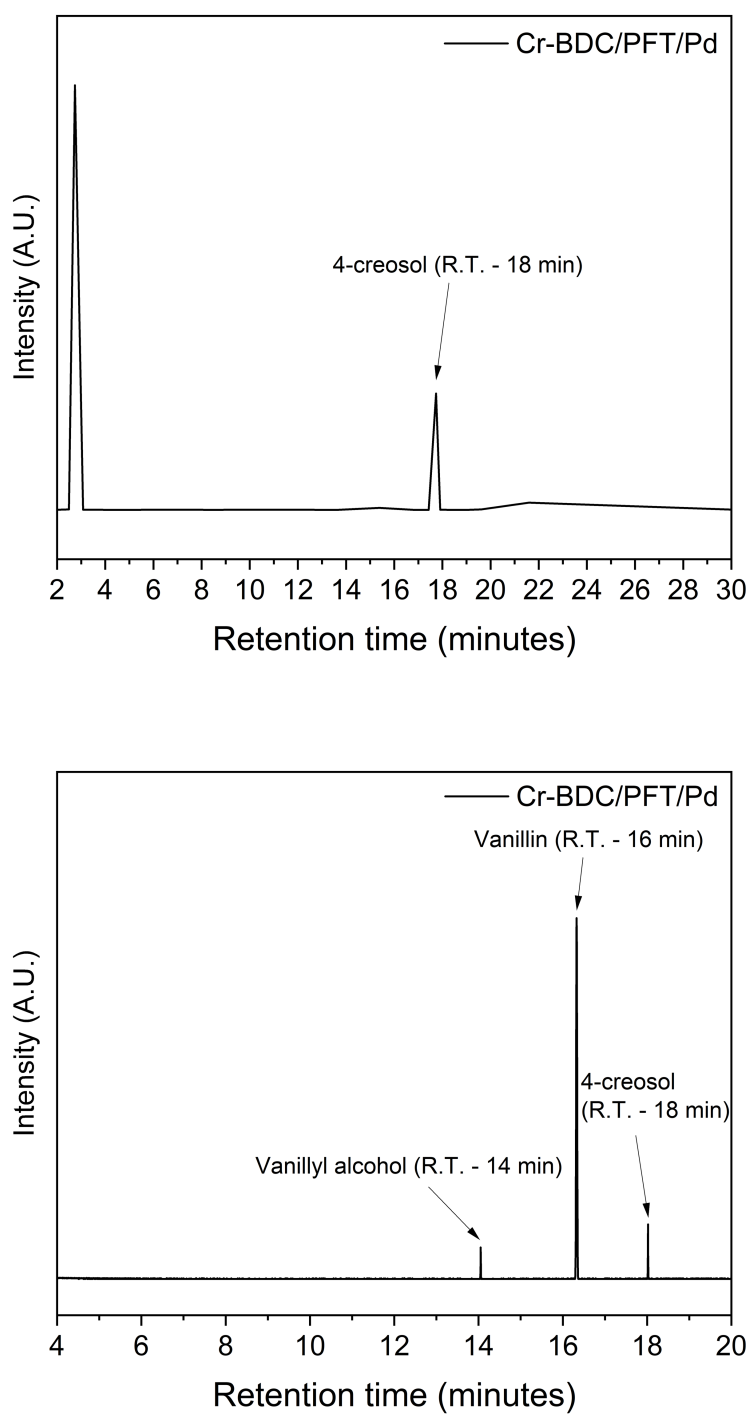 Cr-BDC/PFT/Pd
4-creosol (R.T. - 18 min)
Intensity (A.U.)
2 4 6 8 10 12 14 16 18 20 22 24 26 28 30
Retention time (minutes)
Cr-BDC/PFT/Pd
Vanillin (R.T. - 16 min)
4-creosol
(R.T. - 18 min)
Vanillyl alcohol (R.T. - 14 min)
Intensity (A.U.)
4 6 8 10 12 14 16 18 20
Retention time (minutes)